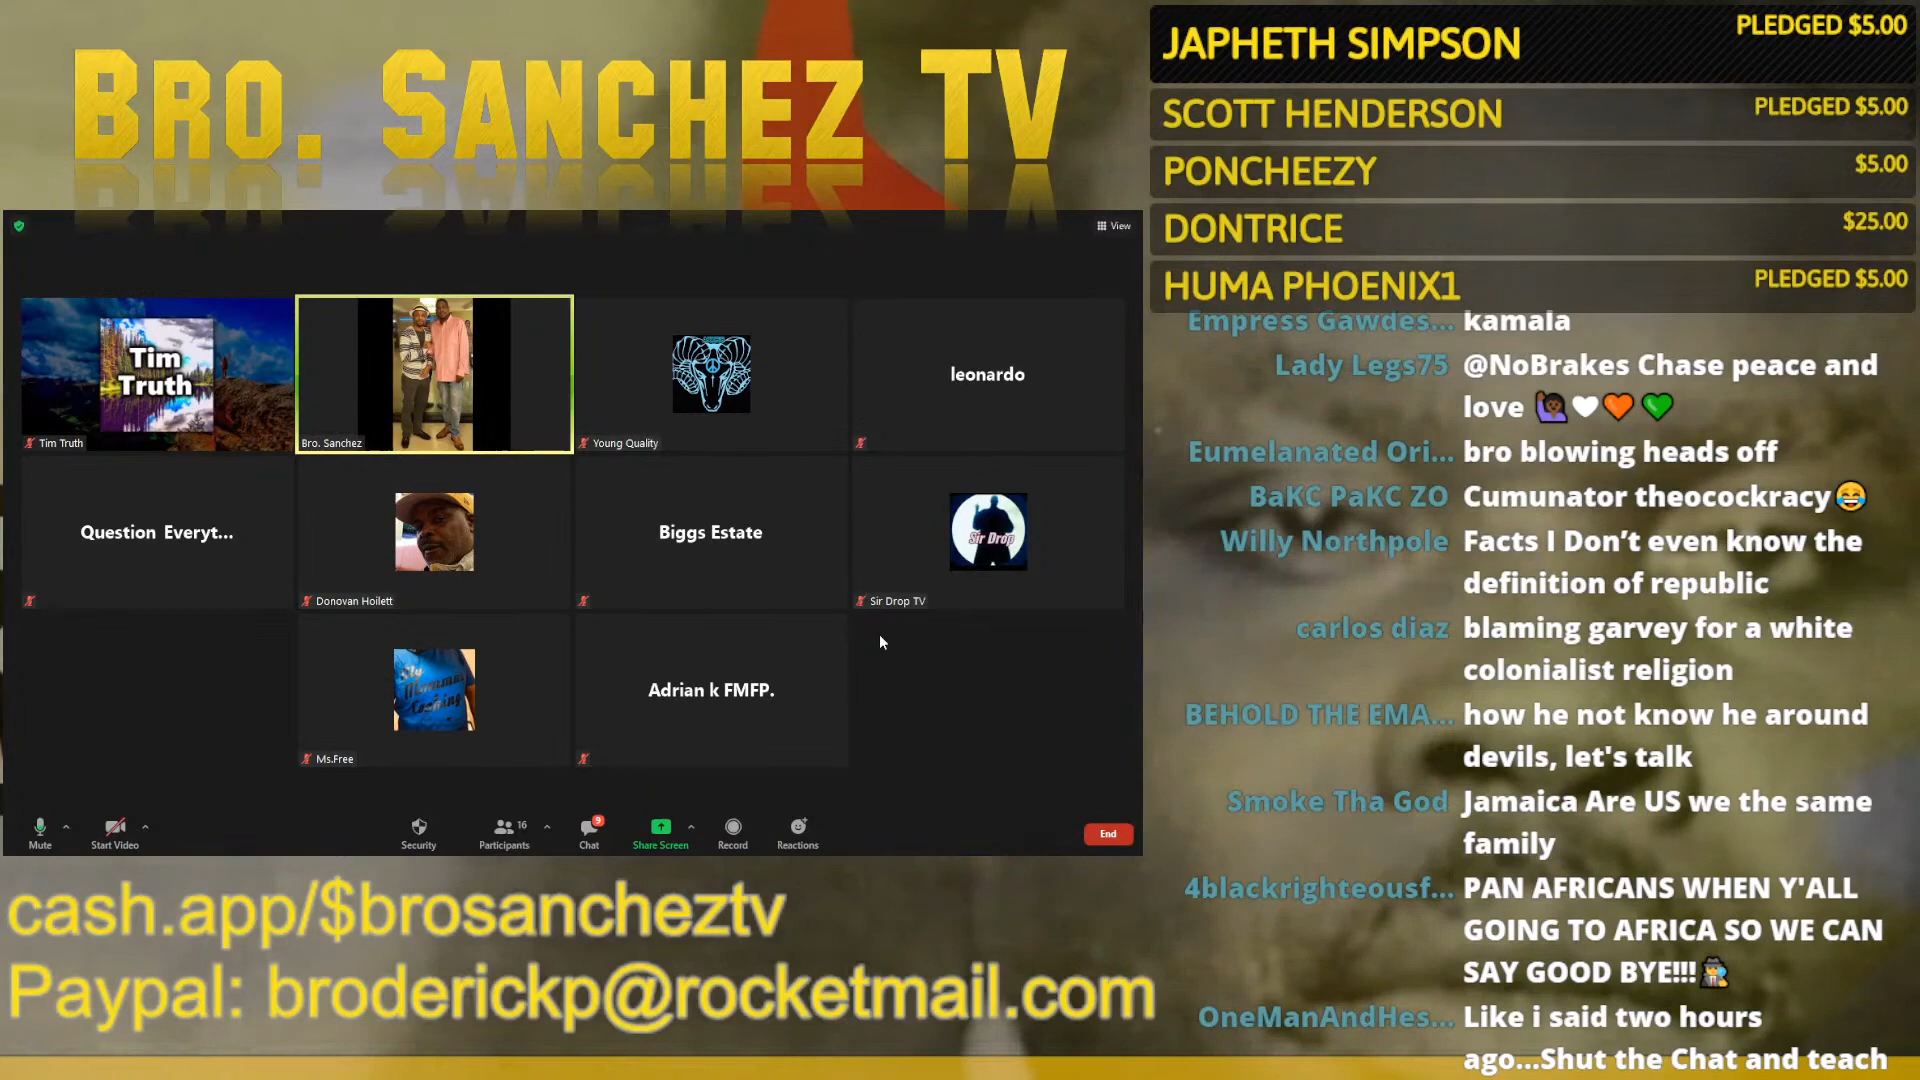 BRO. SANCHEZ TV
View
Tim
Truth
Tim Truth
Bro. Sanchez
Young Quality
leonardo
Question Everyt...
Donovan Hoilett
Biggs Estate
Sir Drop
Sir Drop TV
My
Mommas
Cooking
Ms.Free
Adrian k FMFP.
Mute
Start Video
Security
16
Participants
9
Chat
Share Screen
Record
Reactions
End
cash.app/$brosancheztv
Paypal: broderickp@rocketmail.com
JAPHETH SIMPSON PLEDGED $5.00
SCOTT HENDERSON PLEDGED $5.00
PONCHEEZY $5.00
DONTRICE $25.00
HUMA PHOENIX1 PLEDGED $5.00
Empress Gawdes... kamala
Lady Legs75 @NoBrakes Chase peace and
love 🙋🏿🤍🧡💚
Eumelanated Ori... bro blowing heads off
BaKC PaKC ZO Cumunator theocockracy😂
Willy Northpole Facts I Don’t even know the
definition of republic
carlos diaz blaming garvey for a white
colonialist religion
BEHOLD THE EMA... how he not know he around
devils, let's talk
Smoke Tha God Jamaica Are US we the same
family
4blackrighteousf... PAN AFRICANS WHEN Y'ALL
GOING TO AFRICA SO WE CAN
SAY GOOD BYE!!!
OneManAndHes... Like i said two hours
ago...Shut the Chat and teach